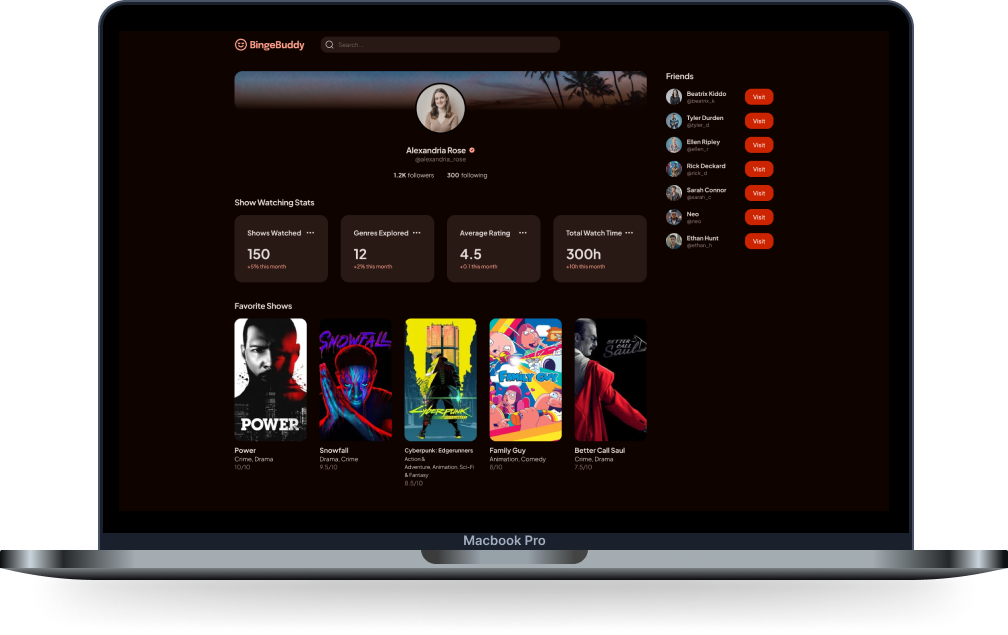 BingeBuddy
Search...
Alexandria Rose
@alexandria_rose
1.2K followers
300 following
Show Watching Stats
Shows Watched
150
+5% this month
Genres Explored
12
+2% this month
Average Rating
4.5
+0.1 this month
Total Watch Time
300h
+10h this month
Favorite Shows
POWER
Power
Crime, Drama
10/10
SNOWFALL
Snowfall
Drama, Crime
9.5/10
CYBERPUNK
Cyberpunk: Edgerunners
Action &
Adventure, Animation, Sci-Fi
& Fantasy
8.5/10
FAMILY GUY
Family Guy
Animation, Comedy
8/10
BETTER
CALL
Saul
Better Call Saul
Crime, Drama
7.5/10
Friends
Beatrix Kiddo
@beatrix_k
Visit
Tyler Durden
@tyler_d
Visit
Ellen Ripley
@ellen_r
Visit
Rick Deckard
@rick_d
Visit
Sarah Connor
@sarah_c
Visit
Neo
@neo
Visit
Ethan Hunt
@ethan_h
Visit
Macbook Pro